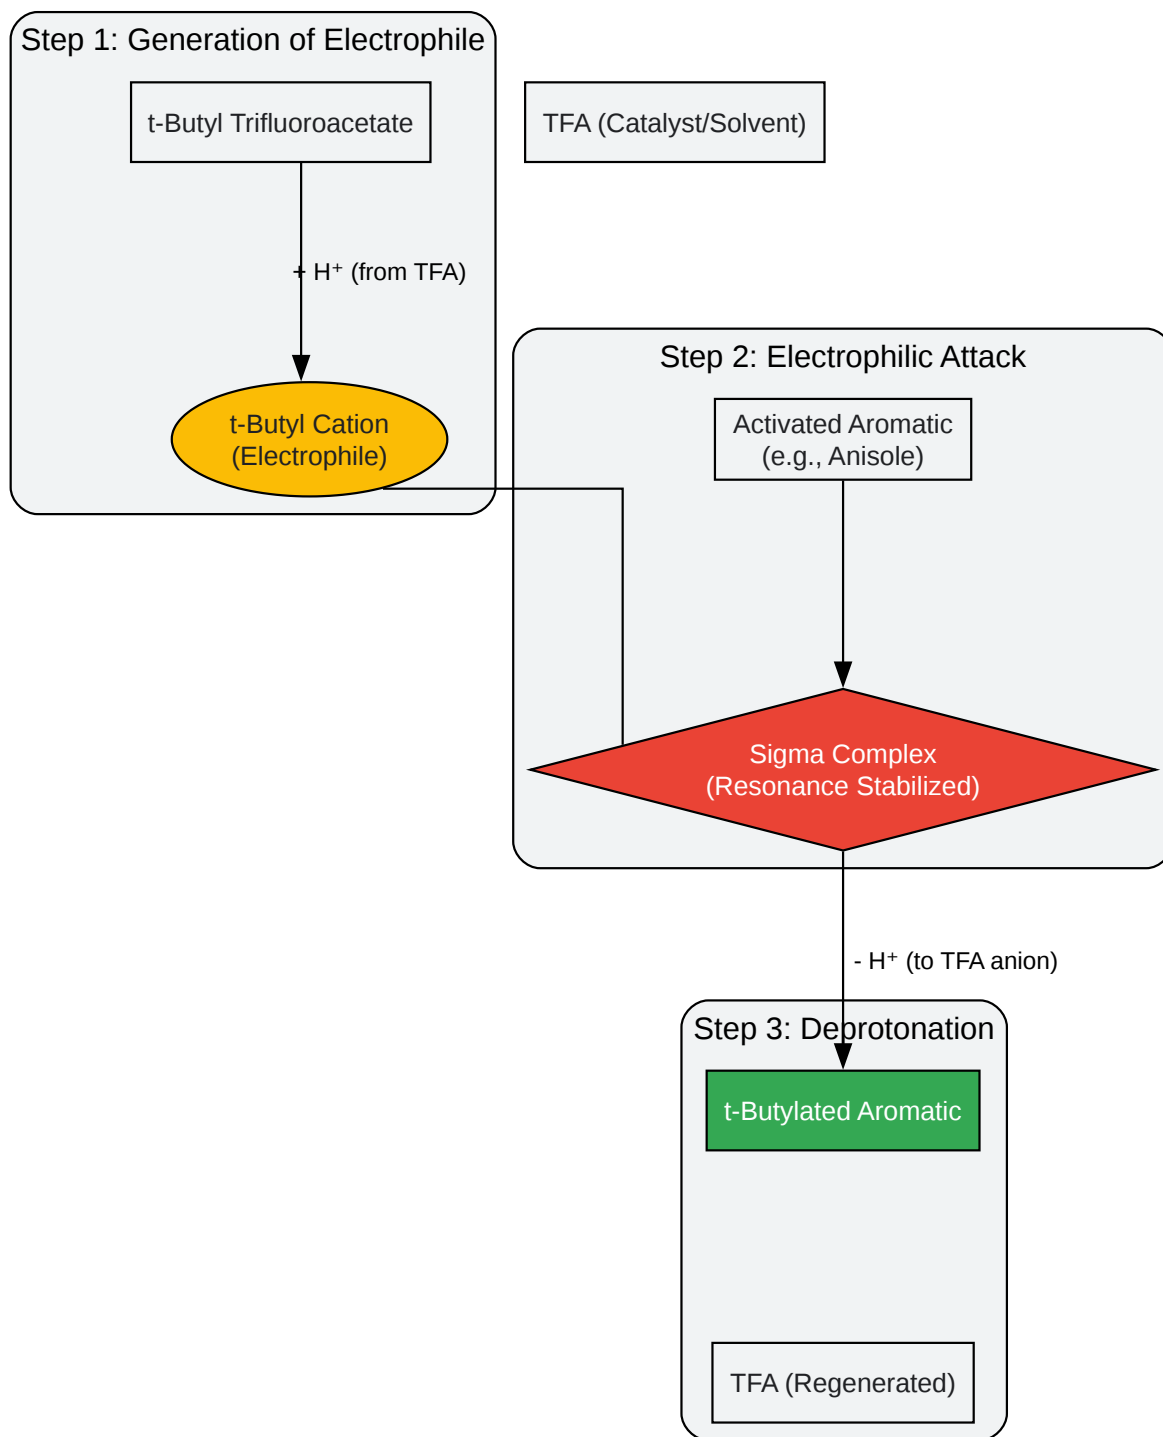 Step 1: Generation of Electrophile
t-Butyl Trifluoroacetate
TFA (Catalyst/Solvent)
+ H⁺ (from TFA)
t-Butyl Cation
(Electrophile)
Step 2: Electrophilic Attack
Activated Aromatic
(e.g., Anisole)
Sigma Complex
(Resonance Stabilized)
- H⁺ (to TFA anion)
Step 3: Deprotonation
t-Butylated Aromatic
TFA (Regenerated)